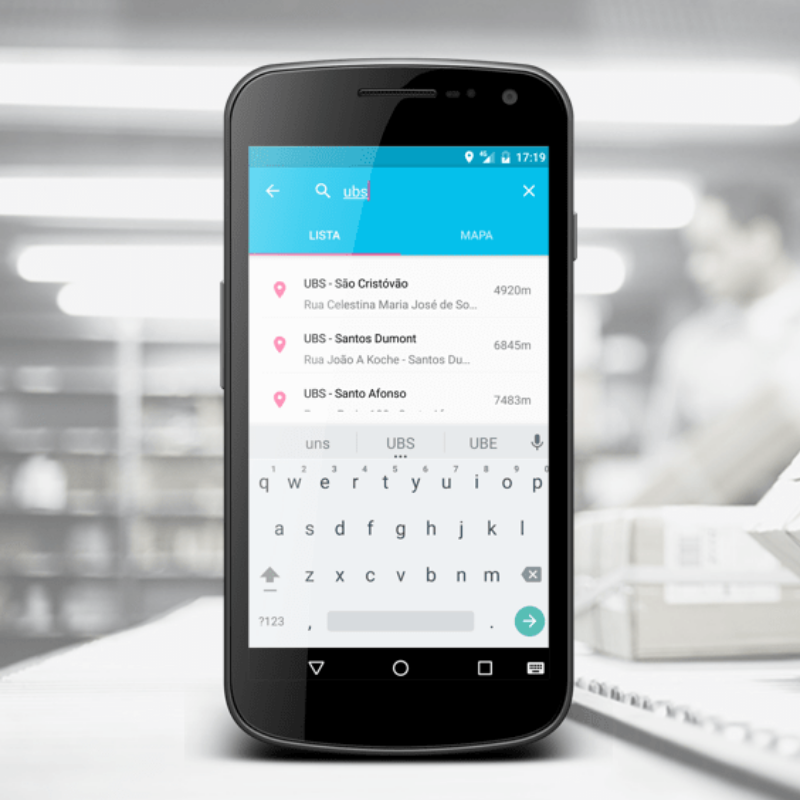 4G 17:19
ubs
LISTA MAPA
UBS - São Cristóvão 4920m
Rua Celestina Maria José de So...
UBS - Santos Dumont 6845m
Rua João A Koche - Santos Du...
UBS - Santo Afonso 7483m
uns UBS UBE
1 2 3 4 5 6 7 8 9 0
q w e r t y u i o p
a s d f g h j k l
z x c v b n m
?123 , .